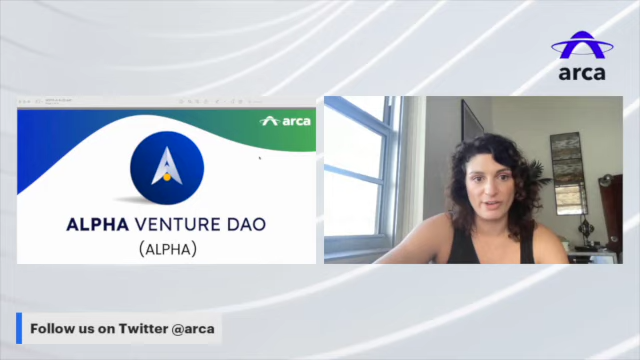 arca
arca
ALPHA VENTURE DAO
(ALPHA)
Follow us on Twitter @arca